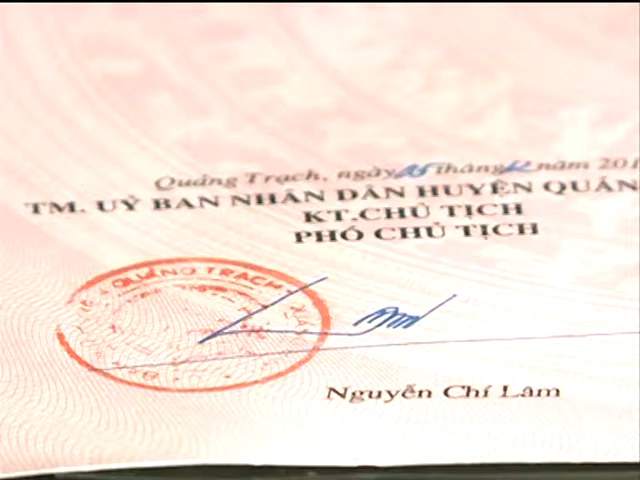 Quảng Trạch, ngày 25 tháng 12 năm 201
TM. UỶ BAN NHÂN DÂN HUYỆN QUẢN
KT.CHỦ TỊCH
PHÓ CHỦ TỊCH
QUẢNG TRẠCH
Nguyễn Chí Lâm